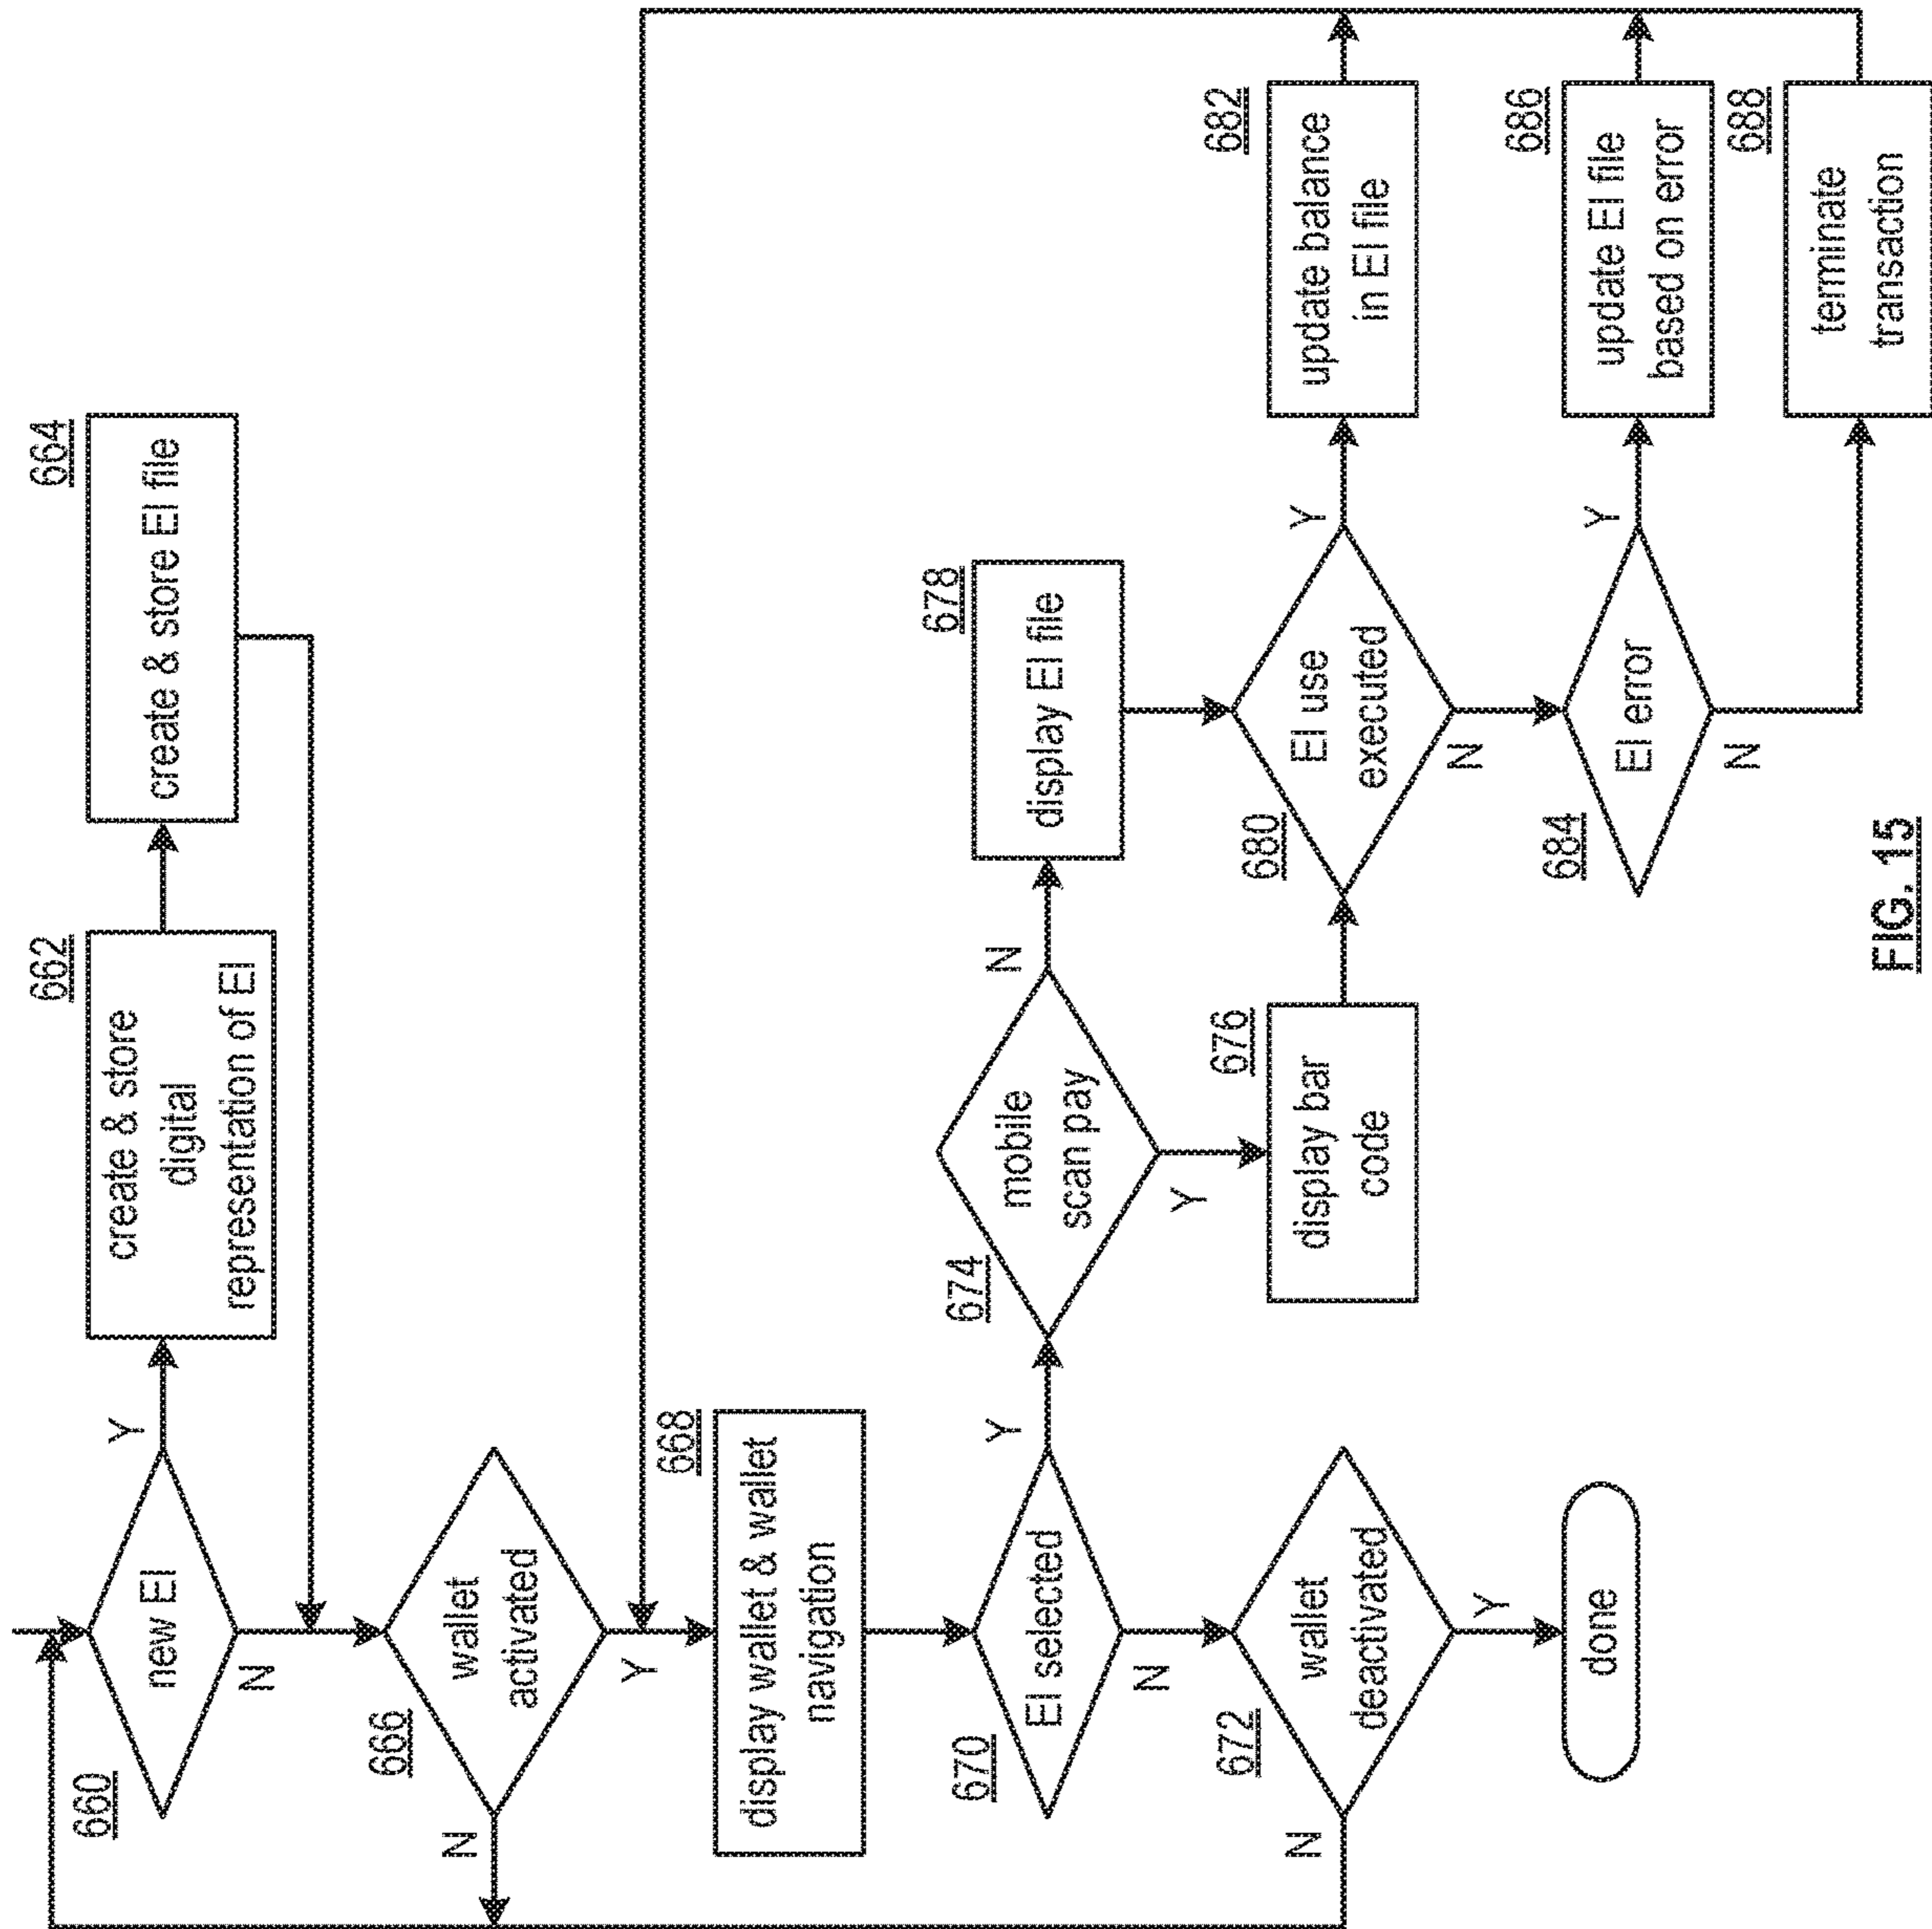 660
new EI
Y
N
662
create & store
digital
representation of EI
664
create & store EI file
666
wallet
activated
N
Y
668
display wallet & wallet
navigation
670
EI selected
Y
N
672
wallet
deactivated
N
Y
done
674
mobile
scan pay
N
Y
676
display bar
code
678
display EI file
680
EI use
executed
Y
N
682
update balance
in EI file
684
EI error
Y
N
686
update EI file
based on error
688
terminate
transaction
FIG. 15